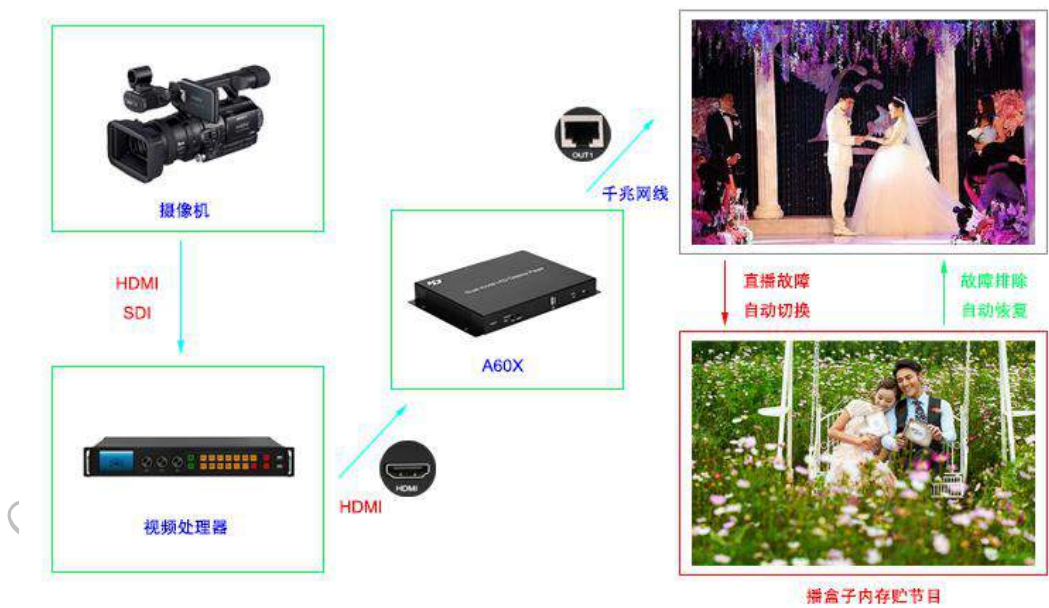 摄像机
HDMI
SDI
视频处理器
HDMI
HDMI
A60X
OUT1
千兆网线
直播故障
自动切换
故障排除
自动恢复
播盒子内存贮节目